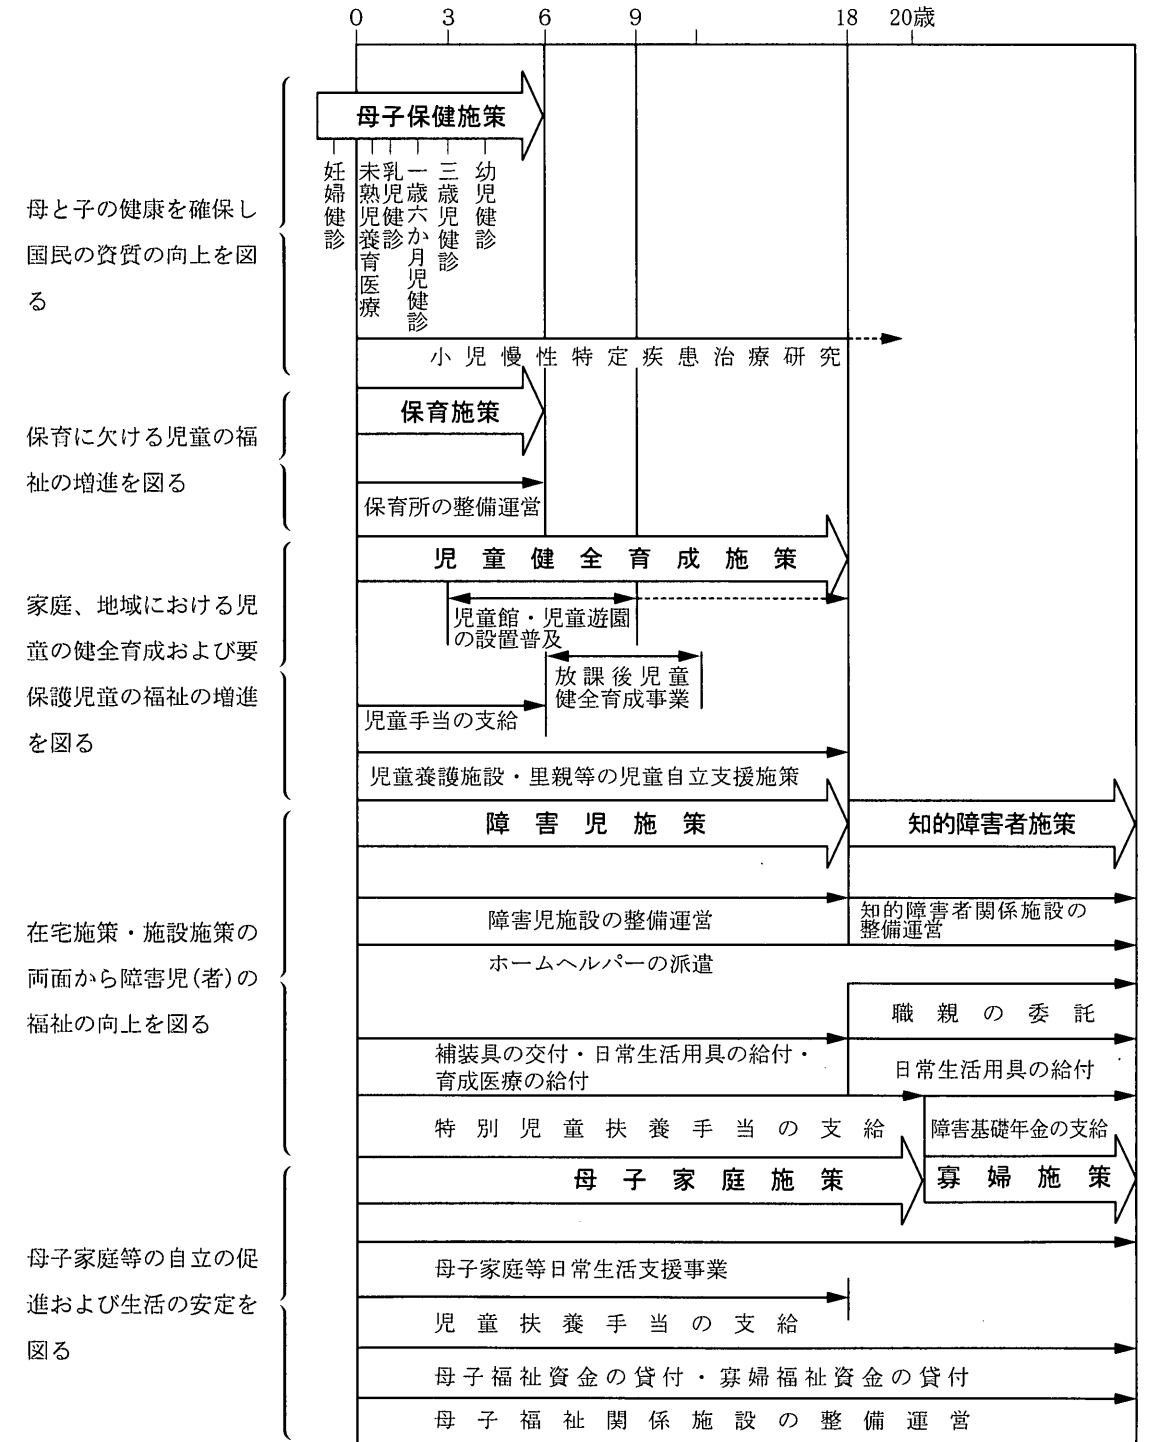 0 3 6 9 18 20歳
母と子の健康を確保し
国民の資質の向上を図
る
母子保健施策
妊婦健診
未熟児養育医療
乳児健診
一歳六か月児健診
三歳児健診
幼児健診
小児慢性特定疾患治療研究
保育に欠ける児童の福
祉の増進を図る
保育施策
保育所の整備運営
家庭、地域における児
童の健全育成および要
保護児童の福祉の増進
を図る
児童健全育成施策
児童館・児童遊園
の設置普及
放課後児童
健全育成事業
児童手当の支給
児童養護施設・里親等の児童自立支援施策
在宅施策・施設施策の
両面から障害児(者)の
福祉の向上を図る
障害児施策
知的障害者施策
障害児施設の整備運営
知的障害者関係施設の
整備運営
ホームヘルパーの派遣
職親の委託
補装具の交付・日常生活用具の給付・
育成医療の給付
日常生活用具の給付
特別児童扶養手当の支給
障害基礎年金の支給
母子家庭等の自立の促
進および生活の安定を
図る
母子家庭施策
寡婦施策
母子家庭等日常生活支援事業
児童扶養手当の支給
母子福祉資金の貸付・寡婦福祉資金の貸付
母子福祉関係施設の整備運営